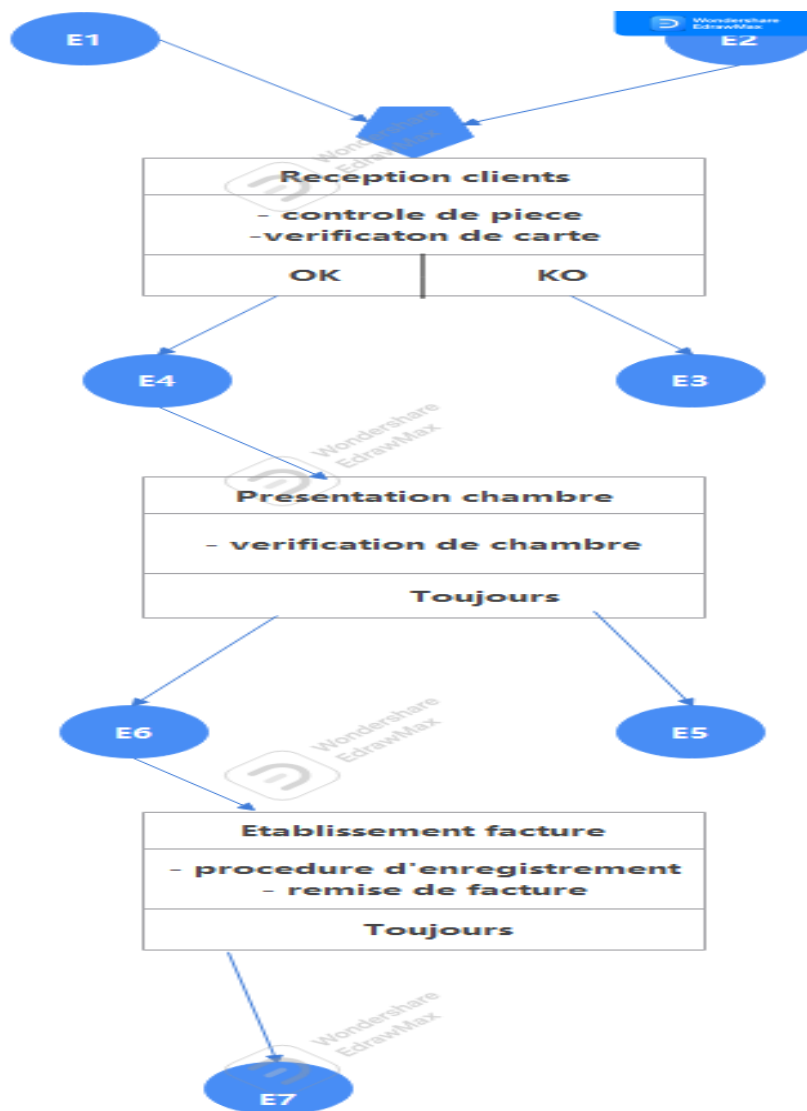 Wondershare
EdrawMax
E1
E2
Wondershare
EdrawMax
Reception clients
- controle de piece
-verificaton de carte
OK
KO
E4
E3
Wondershare
EdrawMax
Presentation chambre
- verification de chambre
Toujours
Wondershare
EdrawMax
E6
E5
Etablissement facture
- procedure d'enregistrement
- remise de facture
Toujours
Wondershare
EdrawMax
E7